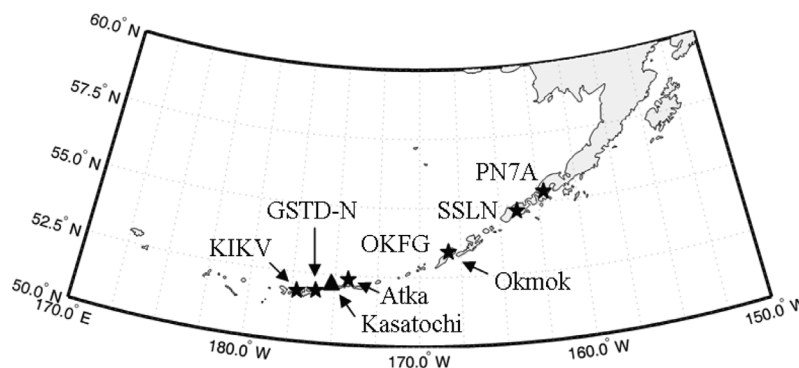 60.0° N
57.5° N
55.0° N
52.5° N
50.0° N
170.0° E
180.0° W
170.0° W
160.0° W
150.0° W
PN7A
SSLN
GSTD-N
OKFG
KIKV
Okmok
Atka
Kasatochi